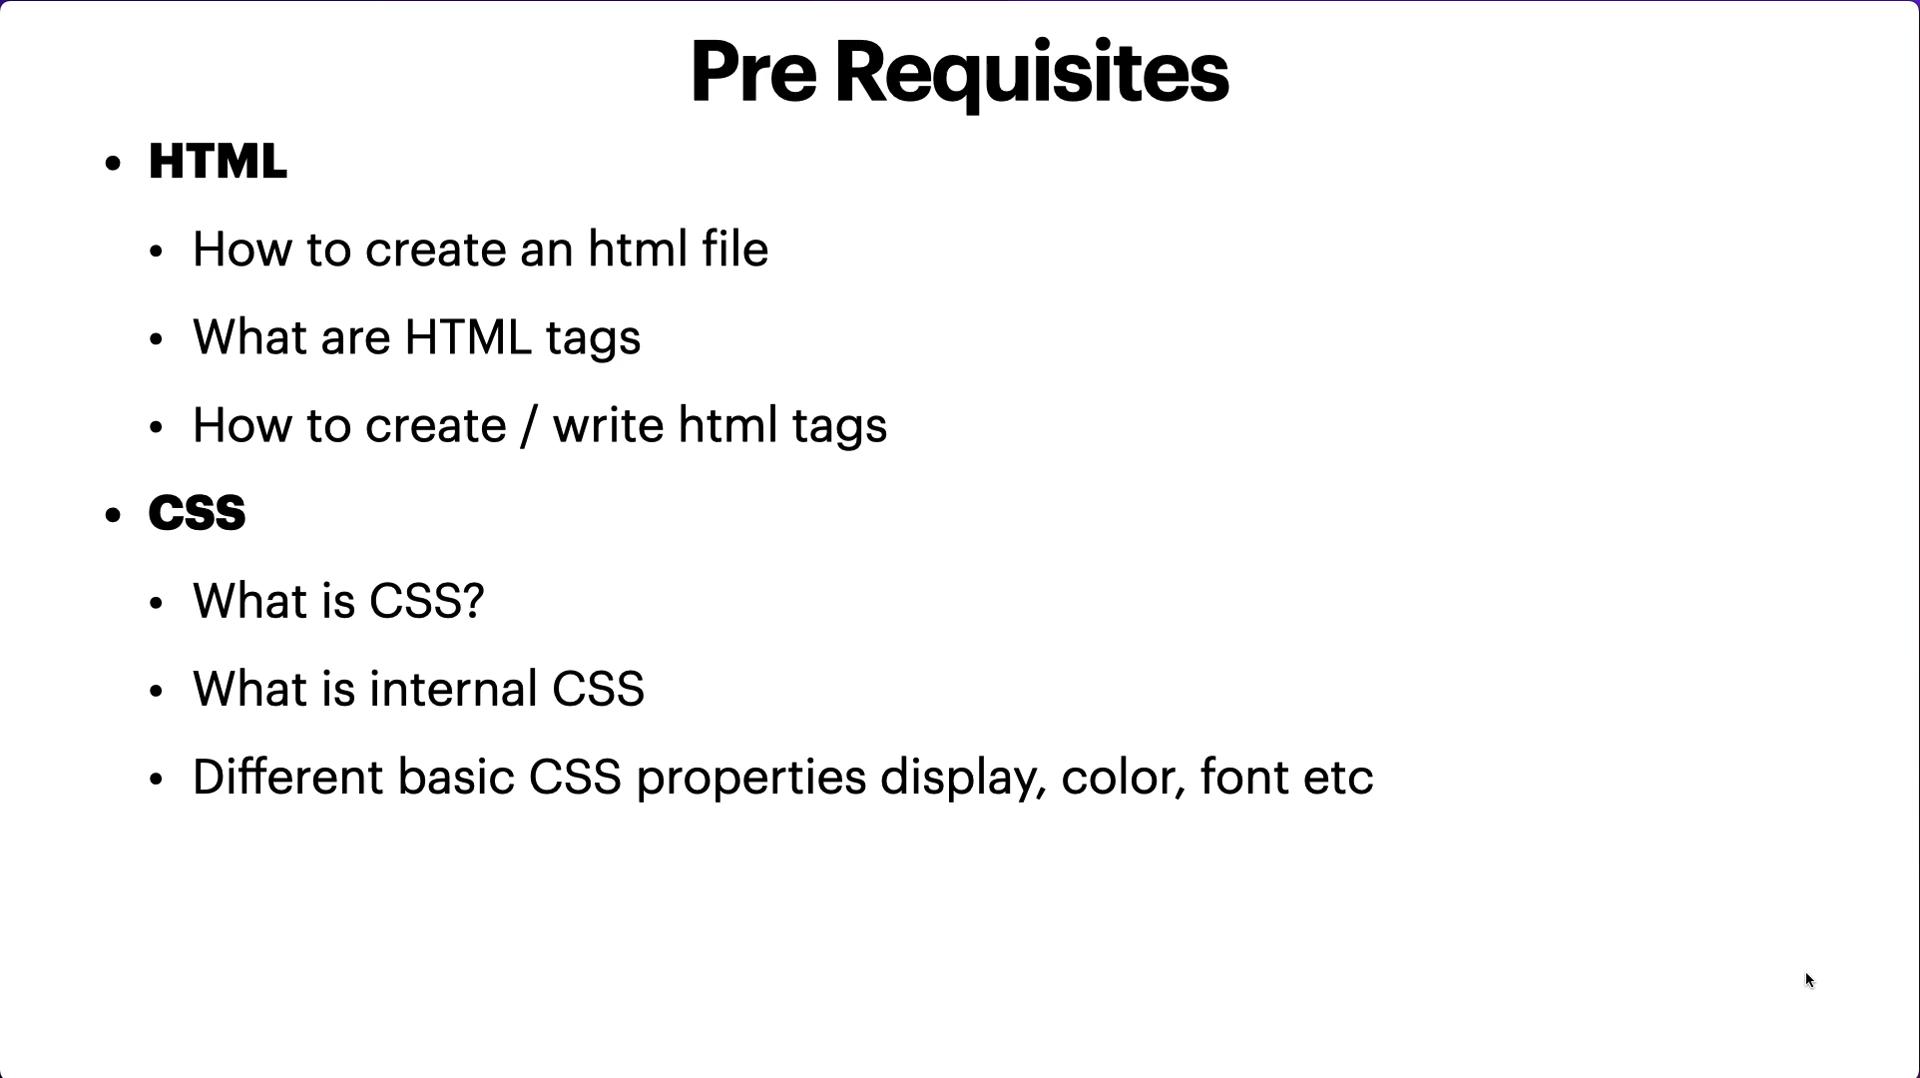 Pre Requisites
• HTML
• How to create an html file
• What are HTML tags
• How to create / write html tags
• CSS
• What is CSS?
• What is internal CSS
• Different basic CSS properties display, color, font etc